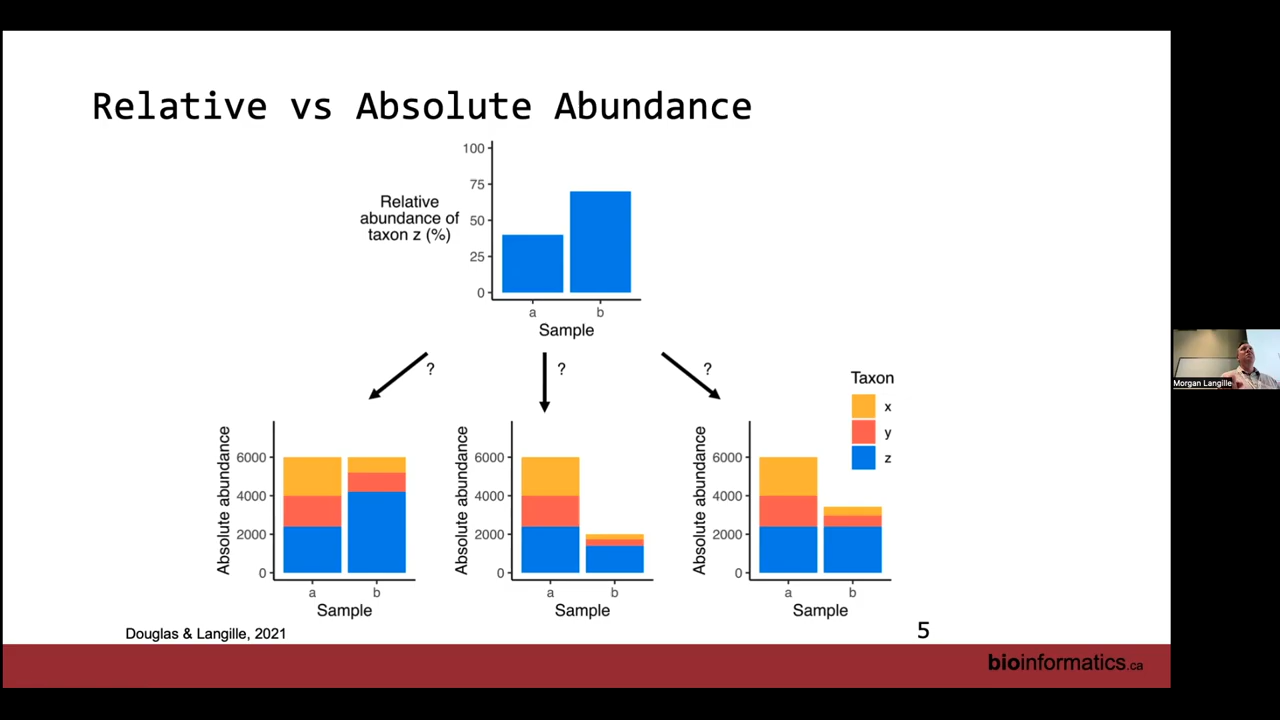 Relative vs Absolute Abundance
100
75
50
25
0
Relative
abundance of
taxon z (%)
a
b
Sample
?
?
?
Taxon
x
y
z
Absolute abundance
6000
4000
2000
0
a
b
Sample
Absolute abundance
6000
4000
2000
0
a
b
Sample
Absolute abundance
6000
4000
2000
0
a
b
Sample
Douglas & Langille, 2021
5
bioinformatics.ca
Morgan Langille